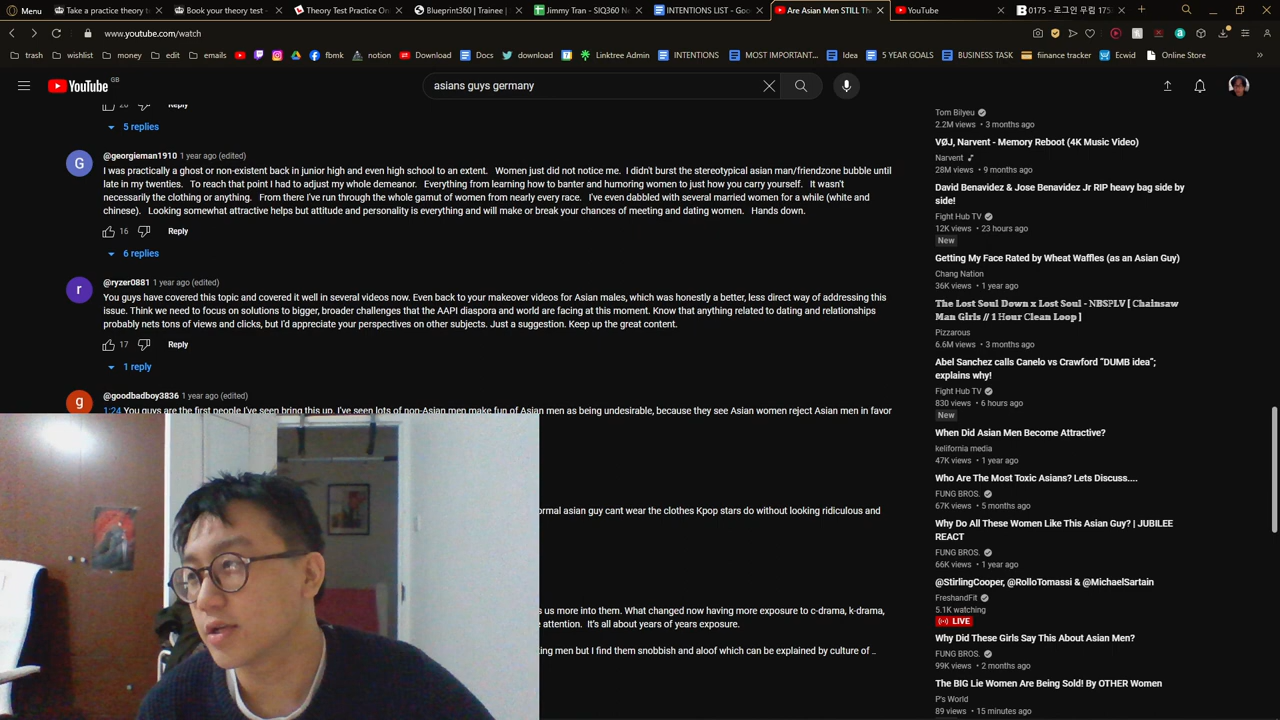 Menu
Take a practice theory t
Book your theory test -
Theory Test Practice On
Blueprint360 | Trainee |
Jimmy Tran - SIQ360 N
INTENTIONS LIST - Goo
Are Asian Men STILL Th
YouTube
0175 - 로그인 무림 175
www.youtube.com/watch
trash
wishlist
money
edit
emails
fbmk
notion
Download
Docs
download
Linktree Admin
INTENTIONS
MOST IMPORTANT...
Idea
5 YEAR GOALS
BUSINESS TASK
fiinance tracker
Ecwid
Online Store
YouTube GB
asians guys germany
Reply
5 replies
G
@georgieman1910 1 year ago (edited)
I was practically a ghost or non-existent back in junior high and even high school to an extent. Women just did not notice me. I didn't burst the stereotypical asian man/friendzone bubble until
late in my twenties. To reach that point I had to adjust my whole demeanor. Everything from learning how to banter and humoring women to just how you carry yourself. It wasn't
necessarily the clothing or anything. From there I've run through the whole gamut of women from nearly every race. I've even dabbled with several married women for a while (white and
chinese). Looking somewhat attractive helps but attitude and personality is everything and will make or break your chances of meeting and dating women. Hands down.
16 Reply
6 replies
r
@ryzer0881 1 year ago (edited)
You guys have covered this topic and covered it well in several videos now. Even back to your makeover videos for Asian males, which was honestly a better, less direct way of addressing this
issue. Think we need to focus on solutions to bigger, broader challenges that the AAPI diaspora and world are facing at this moment. Know that anything related to dating and relationships
probably nets tons of views and clicks, but I'd appreciate your perspectives on other subjects. Just a suggestion. Keep up the great content.
17 Reply
1 reply
g
@goodbadboy3836 1 year ago (edited)
1:24 You guys are the first people I've seen bring this up. I've seen lots of non-Asian men make fun of Asian men as being undesirable, because they see Asian women reject Asian men in favor
ormal asian guy cant wear the clothes Kpop stars do without looking ridiculous and
s us more into them. What changed now having more exposure to c-drama, k-drama,
e attention. It's all about years of years exposure.
king men but I find them snobbish and aloof which can be explained by culture of ..
Tom Bilyeu
2.2M views • 3 months ago
VØJ, Narvent - Memory Reboot (4K Music Video)
Narvent
28M views • 9 months ago
David Benavidez & Jose Benavidez Jr RIP heavy bag side by
side!
Fight Hub TV
12K views • 23 hours ago
New
Getting My Face Rated by Wheat Waffles (as an Asian Guy)
Chang Nation
36K views • 1 year ago
The Lost Soul Down x Lost Soul - NBSPLV [ Chainsaw
Man Girls // 1 Hour Clean Loop ]
Pizzarous
6.6M views • 3 months ago
Abel Sanchez calls Canelo vs Crawford "DUMB idea";
explains why!
Fight Hub TV
830 views • 6 hours ago
New
When Did Asian Men Become Attractive?
kelifornia media
47K views • 1 year ago
Who Are The Most Toxic Asians? Lets Discuss....
FUNG BROS.
67K views • 5 months ago
Why Do All These Women Like This Asian Guy? | JUBILEE
REACT
FUNG BROS.
66K views • 1 year ago
@StirlingCooper, @RolloTomassi & @MichaelSartain
FreshandFit
5.1K watching
LIVE
Why Did These Girls Say This About Asian Men?
FUNG BROS.
99K views • 2 months ago
The BIG Lie Women Are Being Sold! By OTHER Women
P's World
89 views • 15 minutes ago